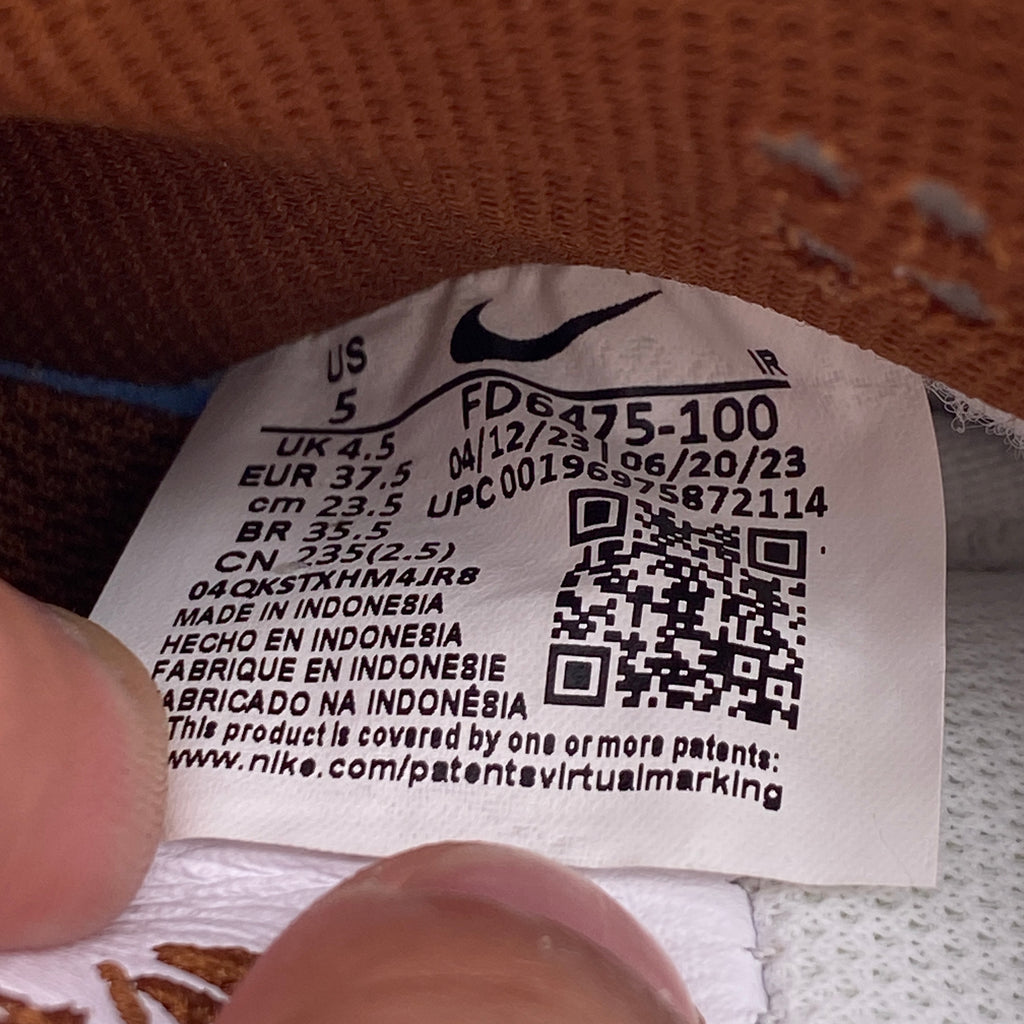 US
5
IR
FD6475-100
04/12/23 | 06/20/23
UPC 00196975872114
UK 4.5
EUR 37.5
cm 23.5
BR 35.5
CN 235(2.5)
04QKSTXHM4JR8
MADE IN INDONESIA
HECHO EN INDONESIA
FABRIQUE EN INDONESIE
FABRICADO NA INDONÉSIA
This product is covered by one or more patents:
www.nike.com/patentsvirtualmarking